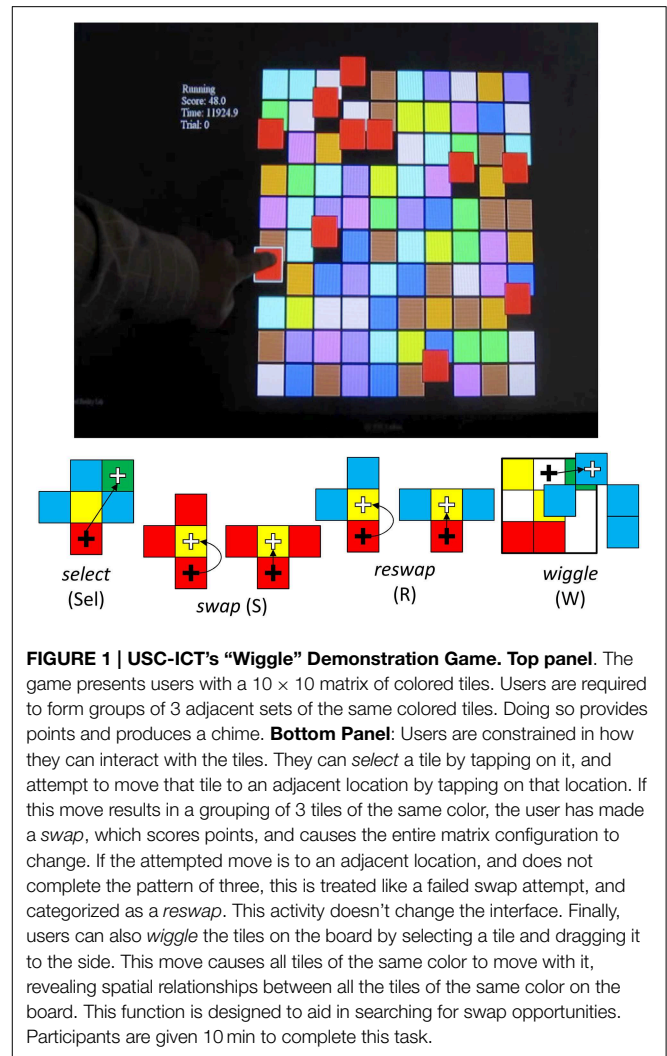 Running
Score: 48.0
Time: 11924.9
Trial: 0
select
(Sel)
swap (S)
reswap
(R)
wiggle
(W)
FIGURE 1 | USC-ICT's “Wiggle” Demonstration Game. Top panel. The
game presents users with a 10 × 10 matrix of colored tiles. Users are required
to form groups of 3 adjacent sets of the same colored tiles. Doing so provides
points and produces a chime. Bottom Panel: Users are constrained in how
they can interact with the tiles. They can select a tile by tapping on it, and
attempt to move that tile to an adjacent location by tapping on that location. If
this move results in a grouping of 3 tiles of the same color, the user has made
a swap, which scores points, and causes the entire matrix configuration to
change. If the attempted move is to an adjacent location, and does not
complete the pattern of three, this is treated like a failed swap attempt, and
categorized as a reswap. This activity doesn't change the interface. Finally,
users can also wiggle the tiles on the board by selecting a tile and dragging it
to the side. This move causes all tiles of the same color to move with it,
revealing spatial relationships between all the tiles of the same color on the
board. This function is designed to aid in searching for swap opportunities.
Participants are given 10 min to complete this task.